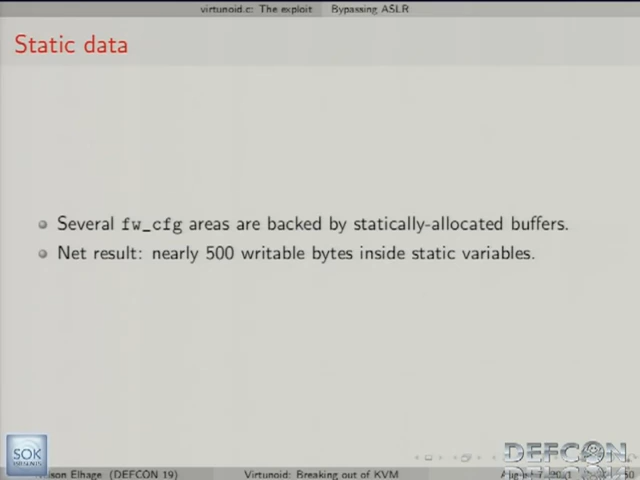 virtunoid.c: The exploit Bypassing ASLR
Static data
Several fw_cfg areas are backed by statically-allocated buffers.
Net result: nearly 500 writable bytes inside static variables.
SOK
DEFCON
Elhage (DEFCON 19) Virtunoid: Breaking out of KVM